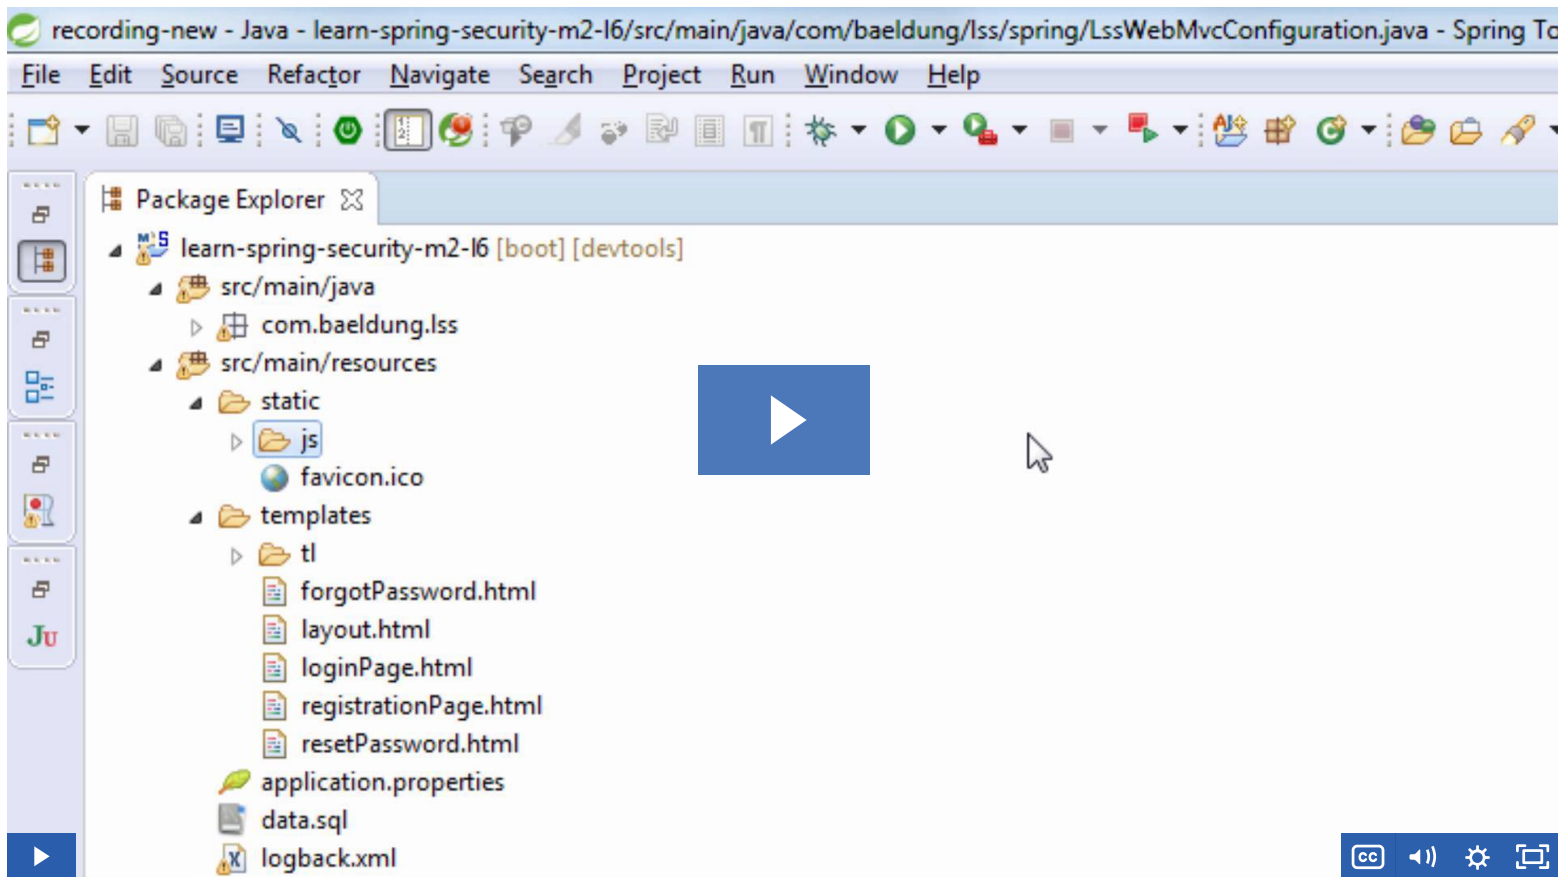 recording-new - Java - learn-spring-security-m2-l6/src/main/java/com/baeldung/lss/spring/LssWebMvcConfiguration.java - Spring To
File Edit Source Refactor Navigate Search Project Run Window Help
Package Explorer
learn-spring-security-m2-l6 [boot] [devtools]
src/main/java
com.baeldung.lss
src/main/resources
static
js
favicon.ico
templates
tl
forgotPassword.html
layout.html
loginPage.html
registrationPage.html
resetPassword.html
application.properties
data.sql
logback.xml
Ju
CC